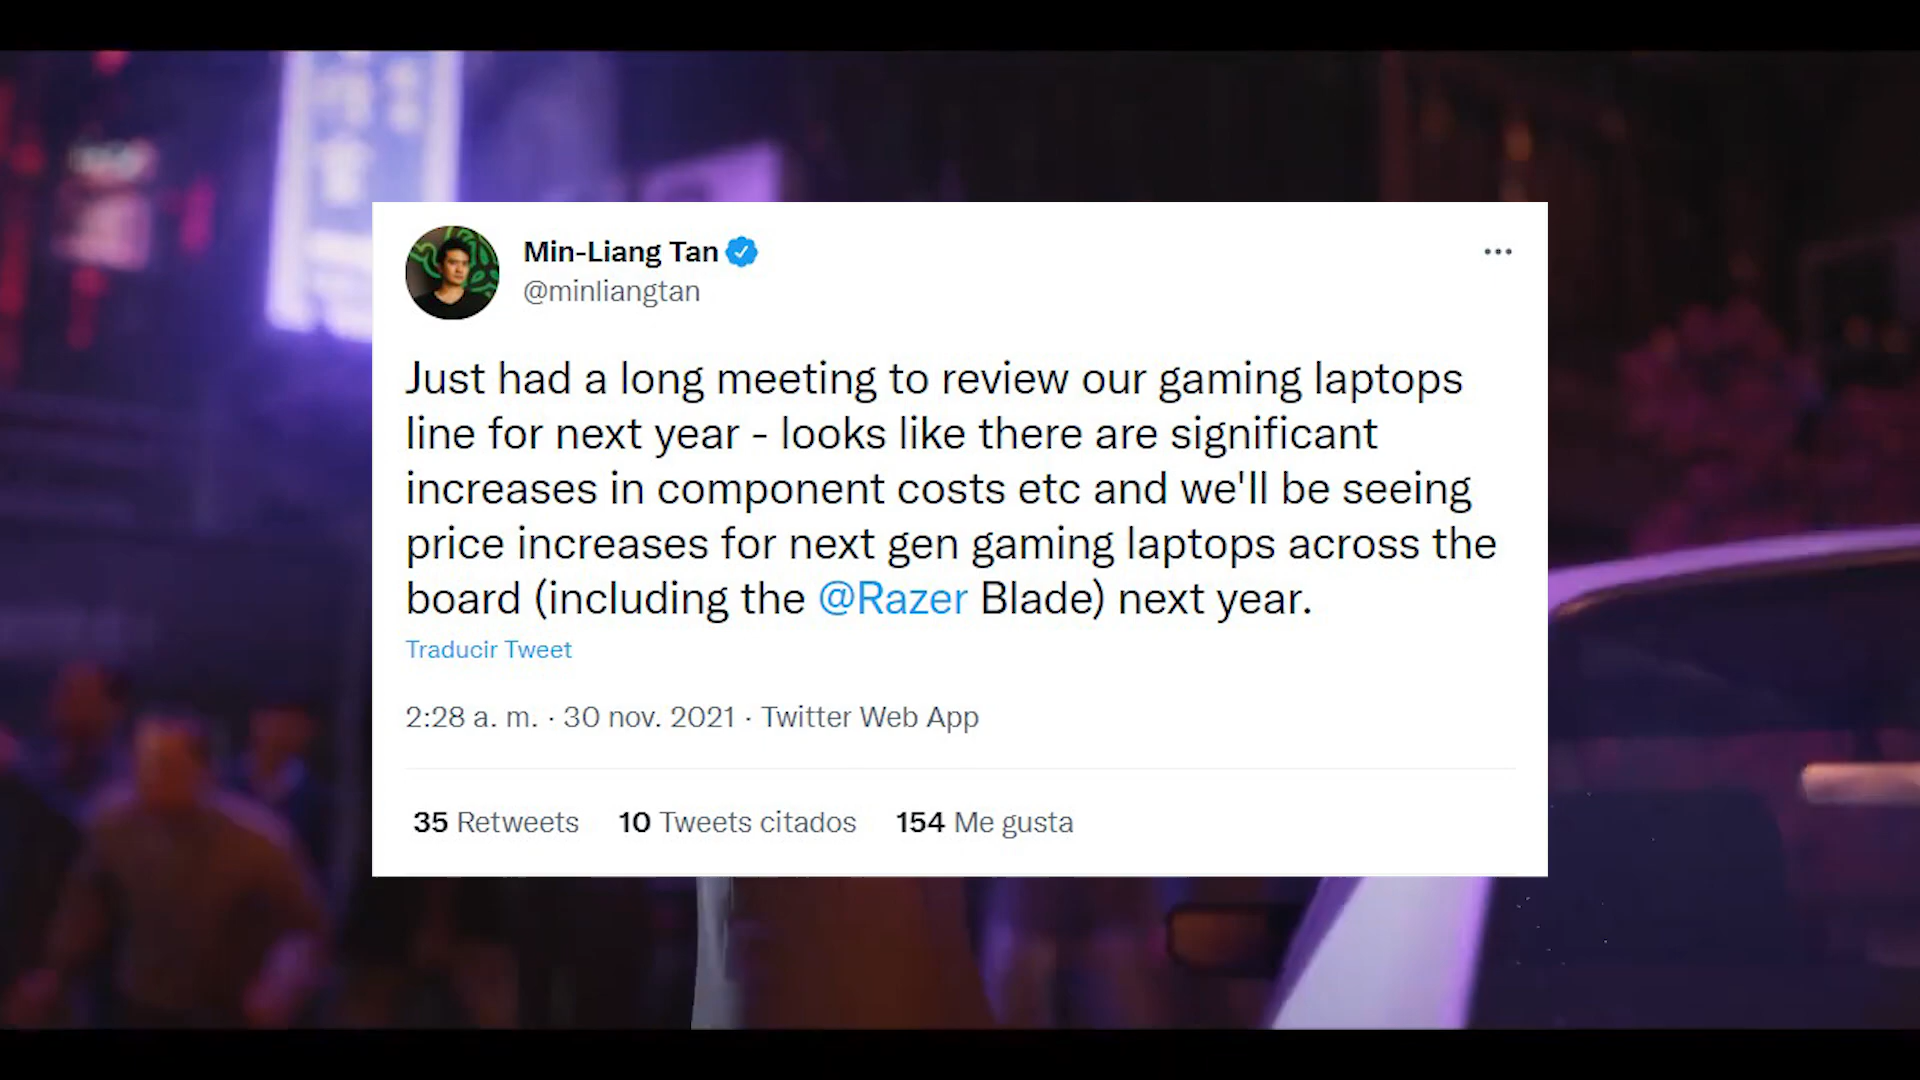 Min-Liang Tan
@minliangtan
Just had a long meeting to review our gaming laptops
line for next year - looks like there are significant
increases in component costs etc and we'll be seeing
price increases for next gen gaming laptops across the
board (including the @Razer Blade) next year.
Traducir Tweet
2:28 a. m. · 30 nov. 2021 · Twitter Web App
35 Retweets 10 Tweets citados 154 Me gusta